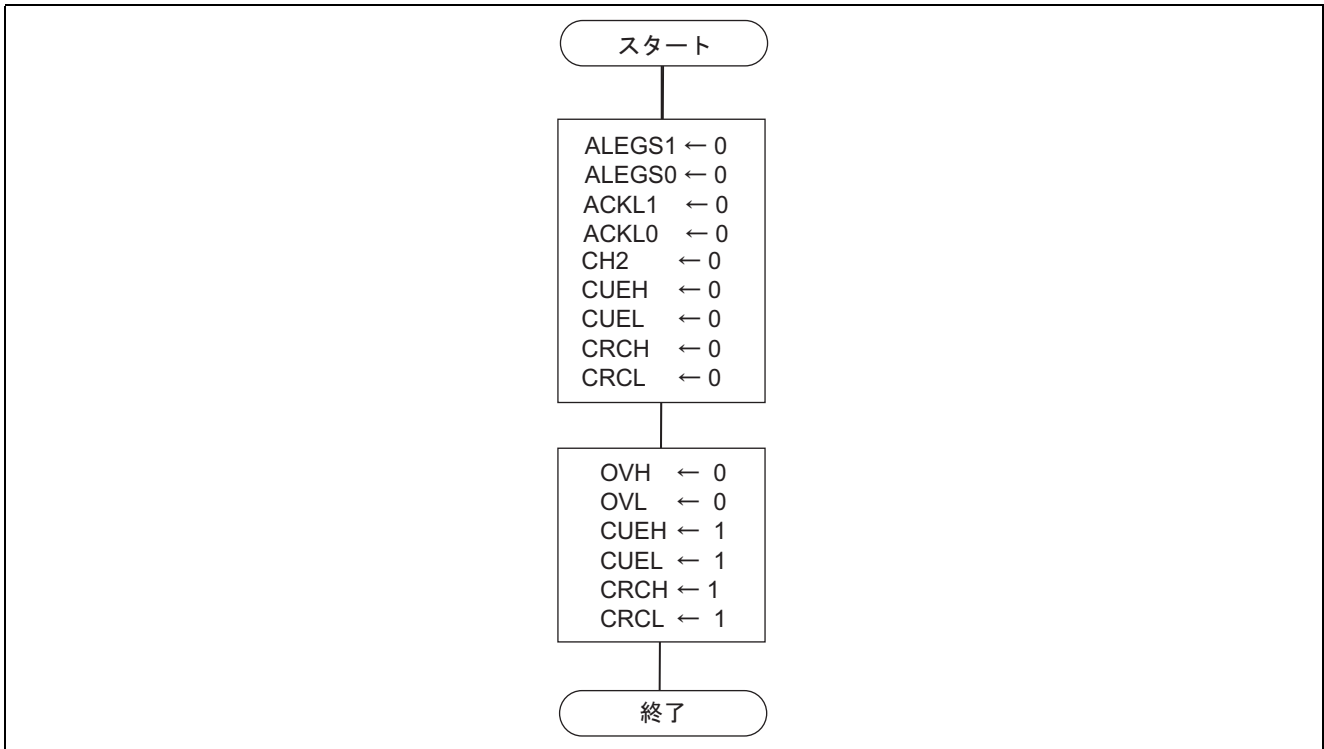 スタート
ALEGS1 ← 0
ALEGS0 ← 0
ACKL1 ← 0
ACKL0 ← 0
CH2 ← 0
CUEH ← 0
CUEL ← 0
CRCH ← 0
CRCL ← 0
OVH ← 0
OVL ← 0
CUEH ← 1
CUEL ← 1
CRCH ← 1
CRCL ← 1
終了